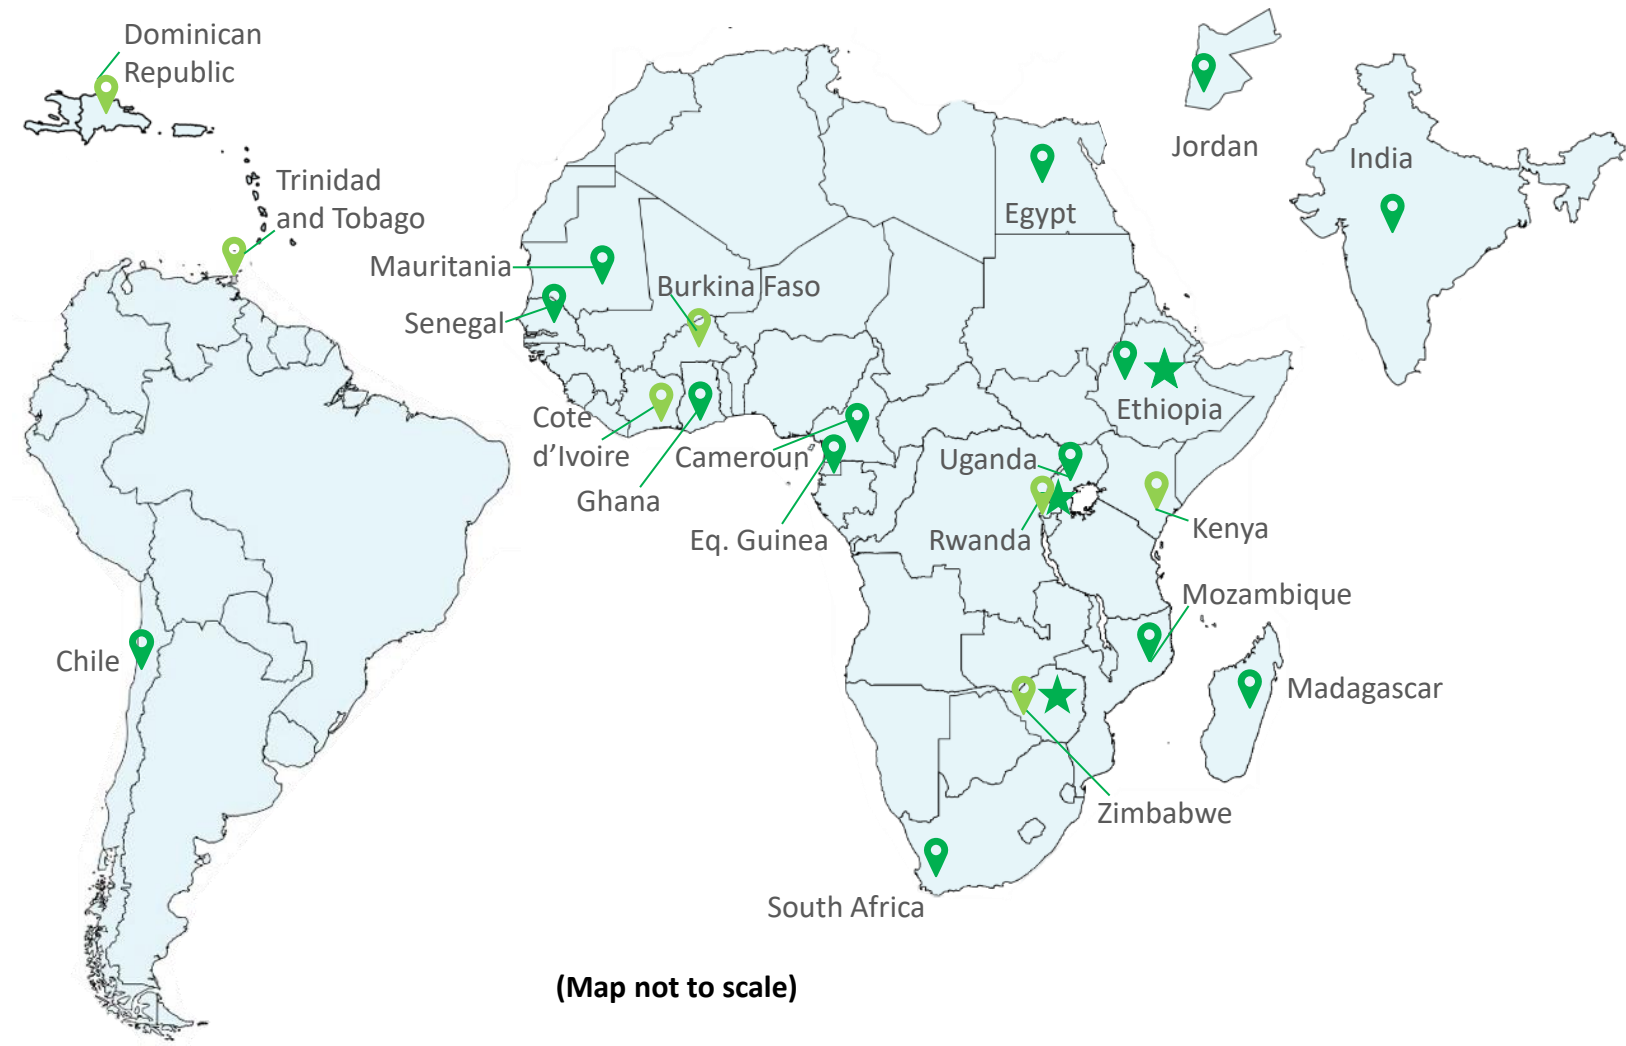 Dominican
Republic
Jordan
India
Trinidad
and Tobago
Egypt
Mauritania
Burkina Faso
Senegal
Ethiopia
Cote
d’Ivoire
Cameroun
Uganda
Ghana
Eq. Guinea
Rwanda
Kenya
Mozambique
Chile
Madagascar
Zimbabwe
South Africa
(Map not to scale)